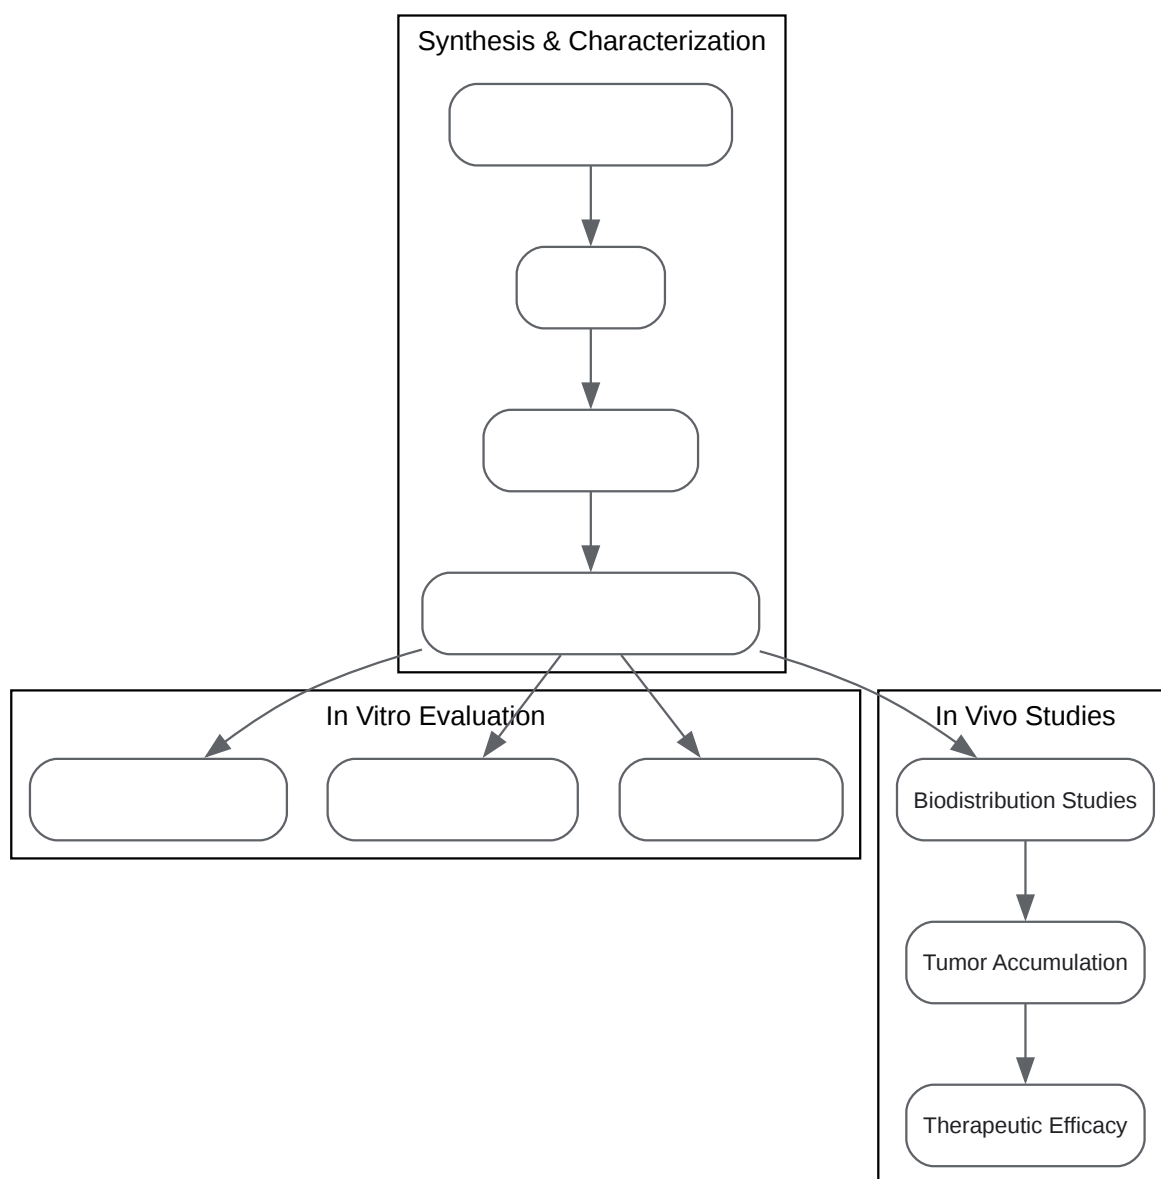 Synthesis & Characterization
In Vitro Evaluation
In Vivo Studies
Biodistribution Studies
Tumor Accumulation
Therapeutic Efficacy